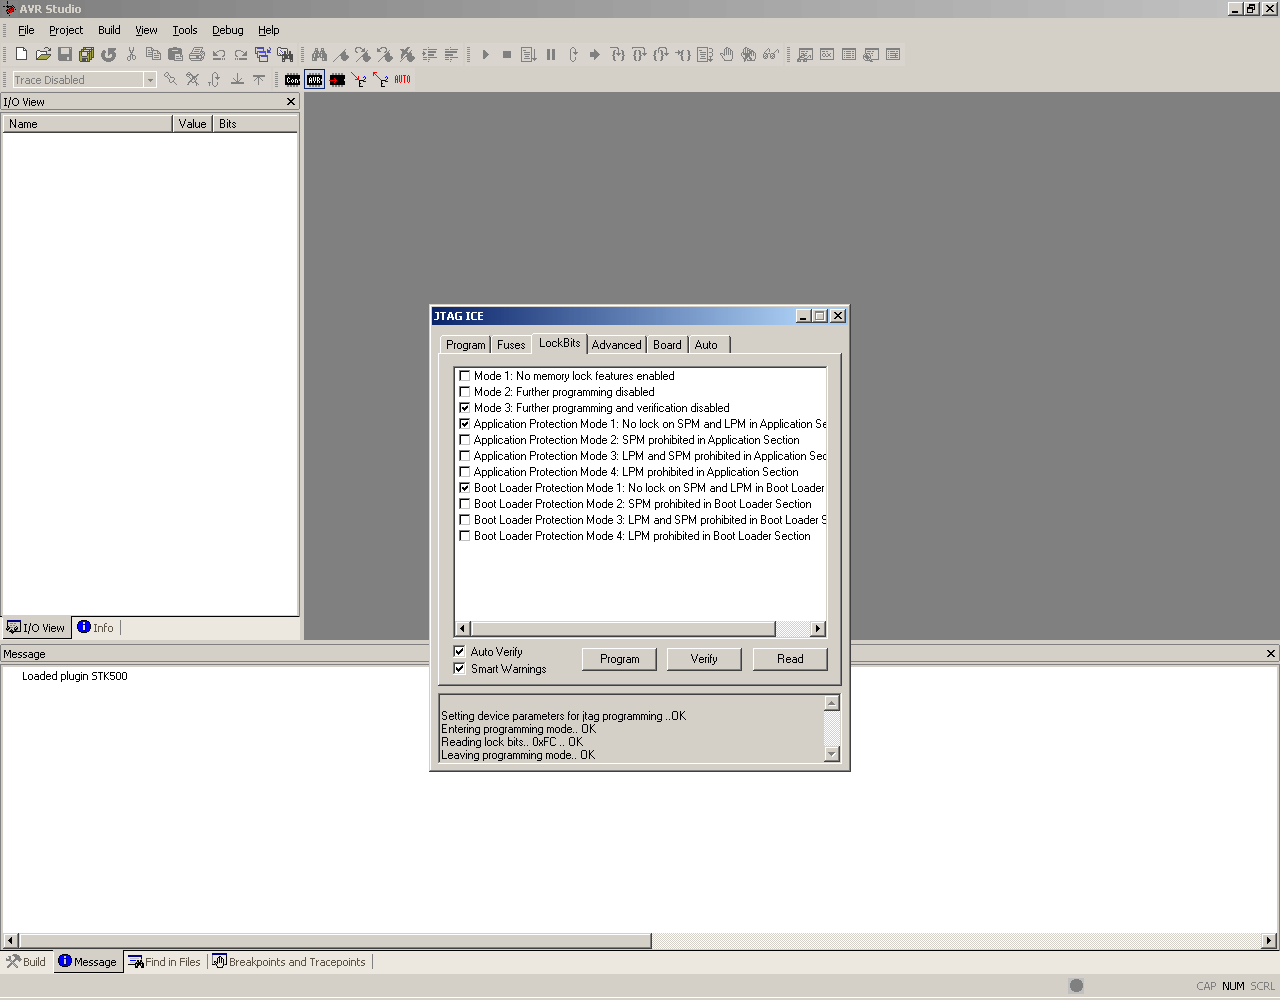 AVR Studio
File Project Build View Tools Debug Help
Trace Disabled
Con AVR AUTO
I/O View
Name Value Bits
JTAG ICE
Program Fuses LockBits Advanced Board Auto
Mode 1: No memory lock features enabled
Mode 2: Further programming disabled
Mode 3: Further programming and verification disabled
Application Protection Mode 1: No lock on SPM and LPM in Application Se
Application Protection Mode 2: SPM prohibited in Application Section
Application Protection Mode 3: LPM and SPM prohibited in Application Sec
Application Protection Mode 4: LPM prohibited in Application Section
Boot Loader Protection Mode 1: No lock on SPM and LPM in Boot Loader
Boot Loader Protection Mode 2: SPM prohibited in Boot Loader Section
Boot Loader Protection Mode 3: LPM and SPM prohibited in Boot Loader S
Boot Loader Protection Mode 4: LPM prohibited in Boot Loader Section
I/O View Info
Auto Verify
Smart Warnings
Program Verify Read
Setting device parameters for jtag programming ..OK
Entering programming mode.. OK
Reading lock bits.. 0xFC .. OK
Leaving programming mode.. OK
Message
Loaded plugin STK500
Build Message Find in Files Breakpoints and Tracepoints
CAP NUM SCRL